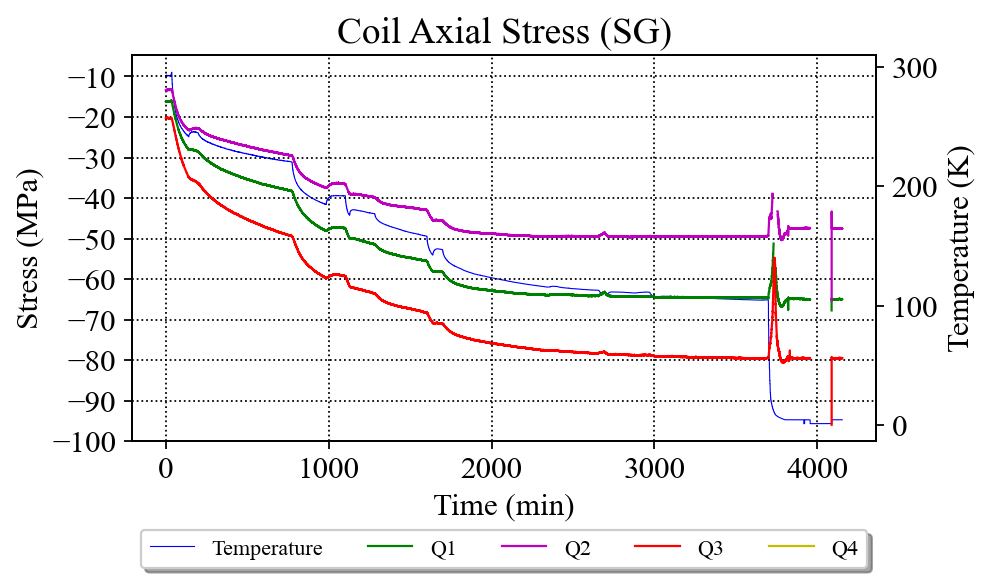 Coil Axial Stress (SG)
−10
−20
−30
−40
−50
−60
−70
−80
−90
−100
Stress (MPa)
300
200
100
0
Temperature (K)
0 1000 2000 3000 4000
Time (min)
Temperature Q1 Q2 Q3 Q4